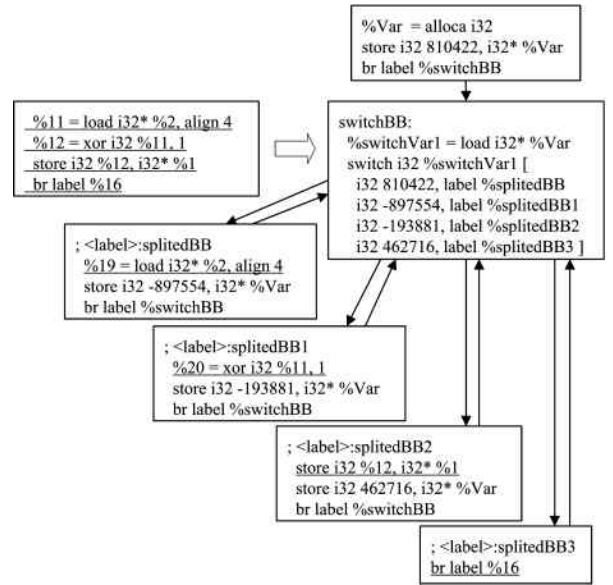 %Var = alloca i32
store i32 810422, i32* %Var
br label %switchBB
%11 = load i32* %2, align 4
%12 = xor i32 %11, 1
store i32 %12, i32* %1
br label %16
switchBB:
%switchVar1 = load i32* %Var
switch i32 %switchVar1 [
i32 810422, label %splitedBB
i32 -897554, label %splitedBB1
i32 -193881, label %splitedBB2
i32 462716, label %splitedBB3 ]
; <label>:splitedBB
%19 = load i32* %2, align 4
store i32 -897554, i32* %Var
br label %switchBB
; <label>:splitedBB1
%20 = xor i32 %11, 1
store i32 -193881, i32* %Var
br label %switchBB
; <label>:splitedBB2
store i32 %12, i32* %1
store i32 462716, i32* %Var
br label %switchBB
; <label>:splitedBB3
br label %16